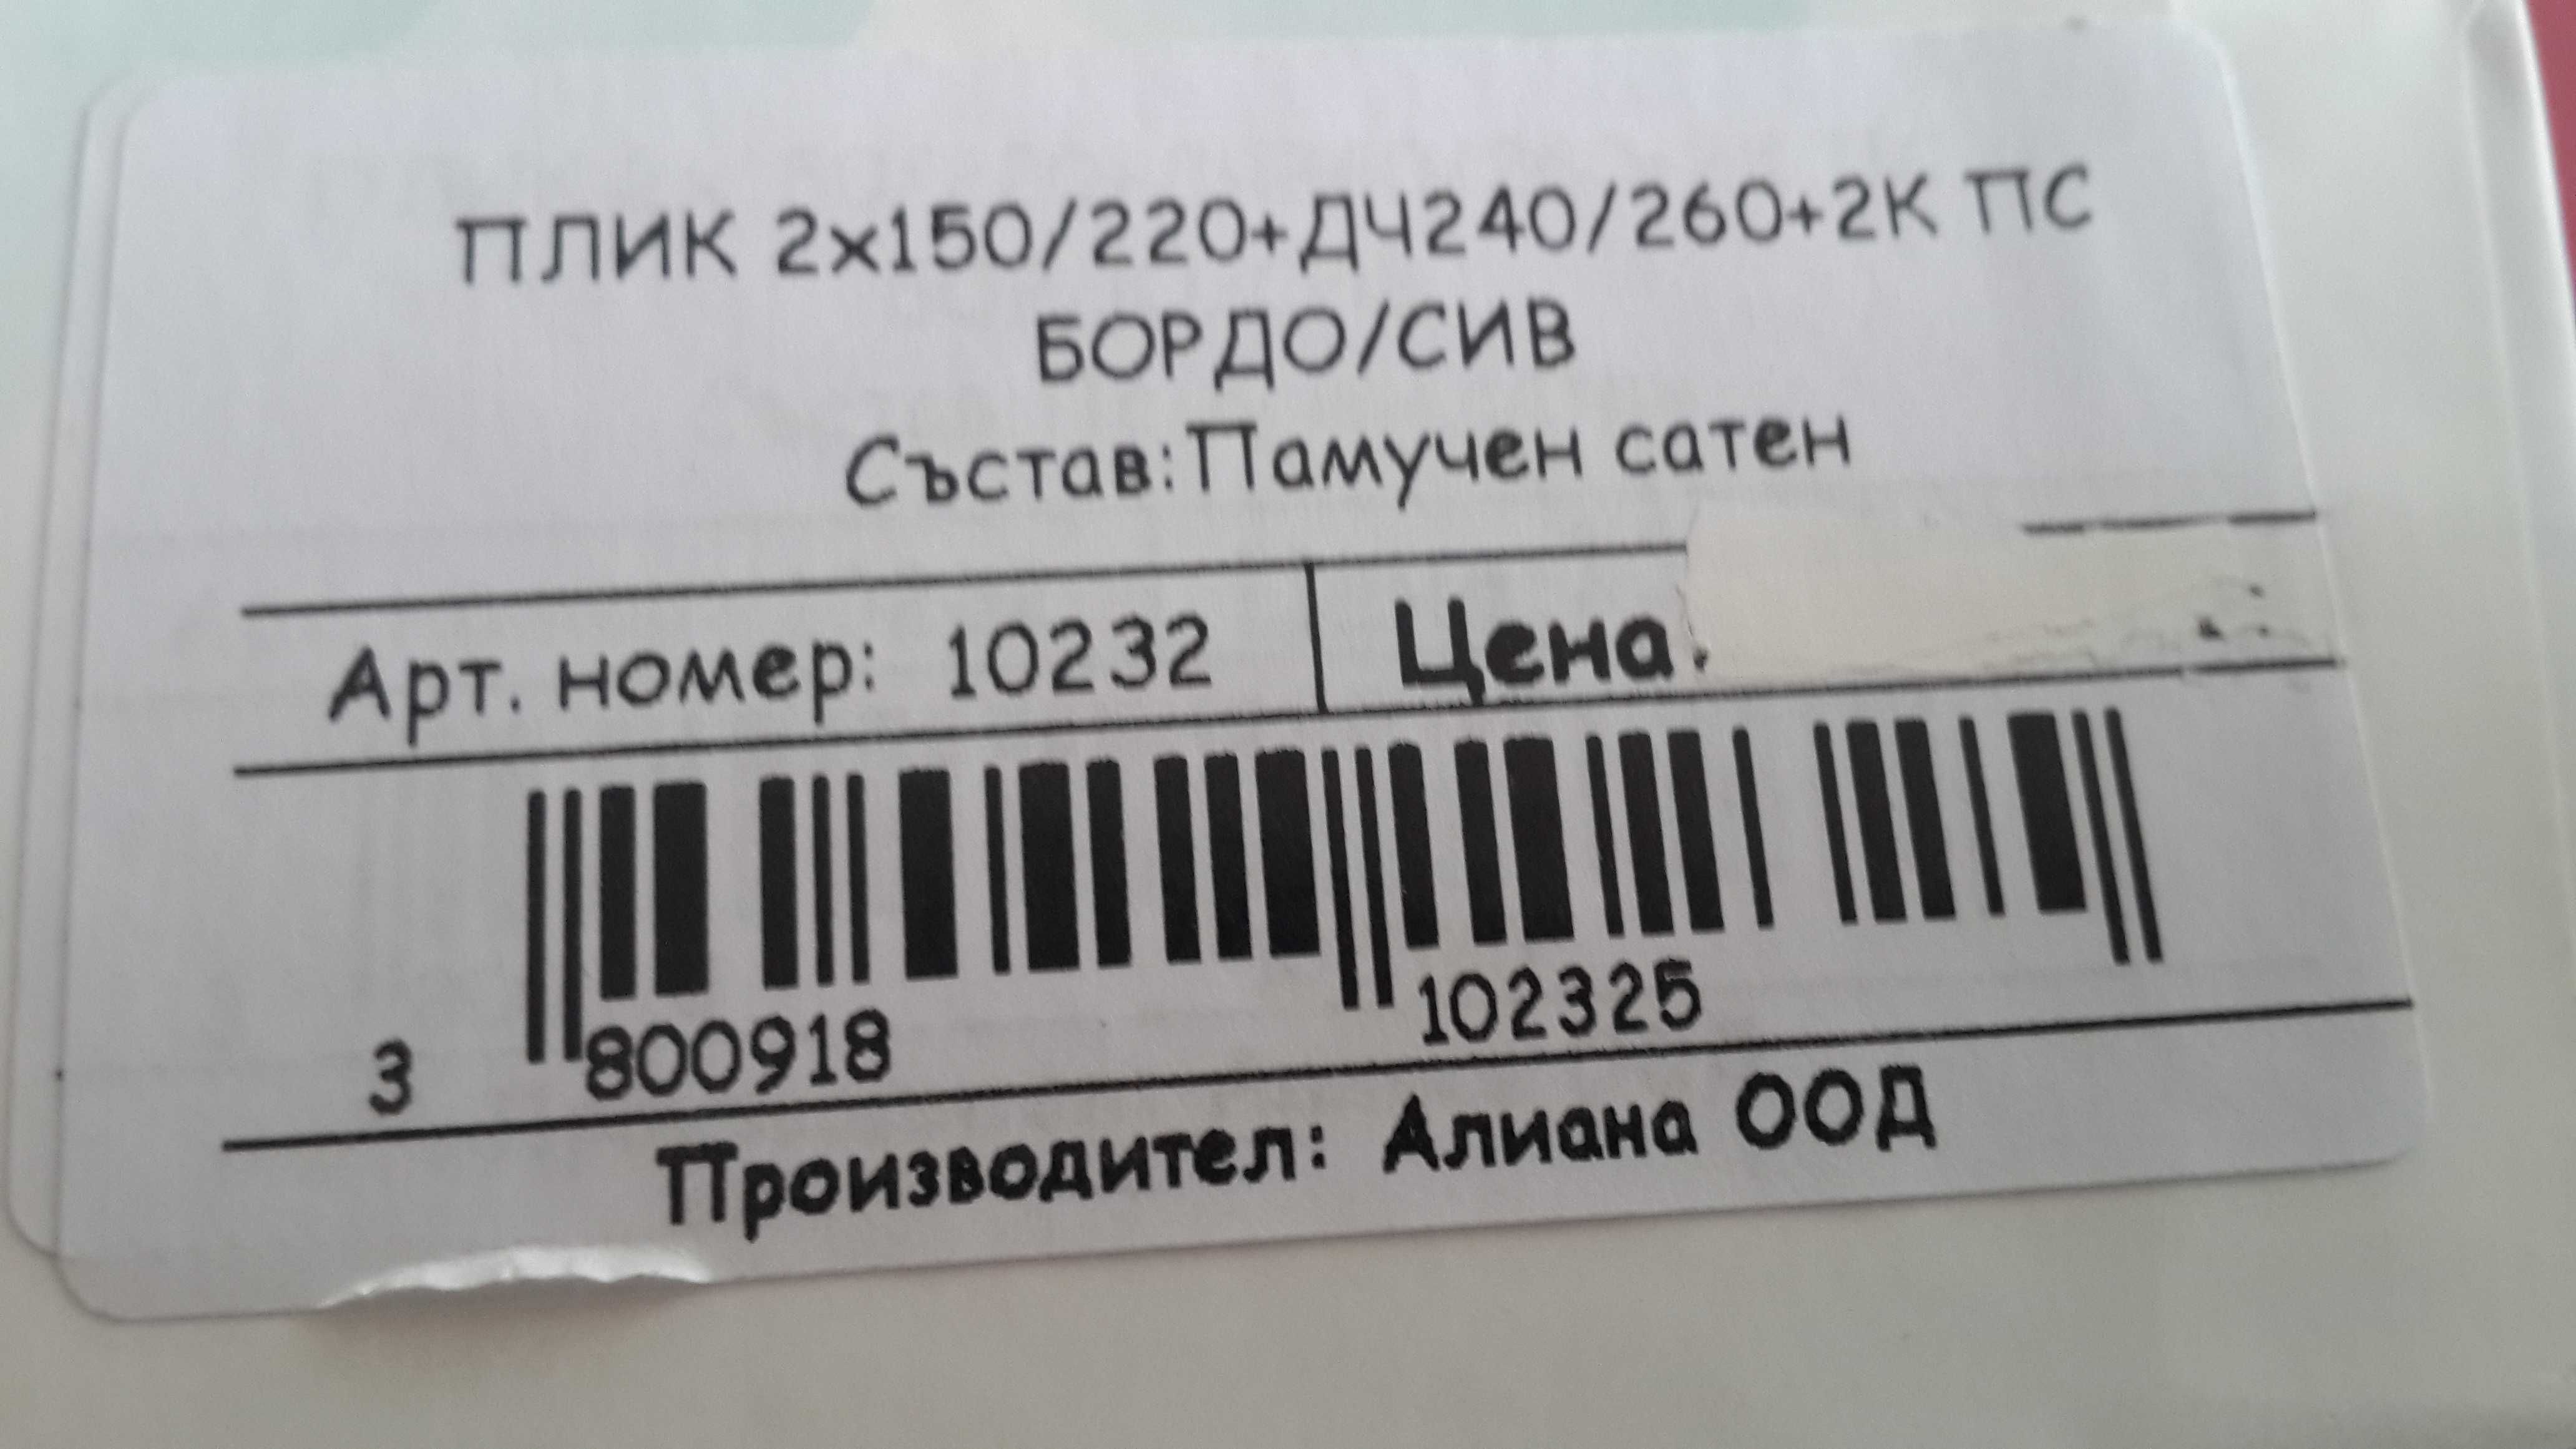 ПЛИК 2x150/220+ДЧ240/260+2К ПС
БОРДО/СИВ
Състав:Памучен сатен
Арт. номер: 10232
Цена.
3 800918 102325
Производител: Алиана ООД